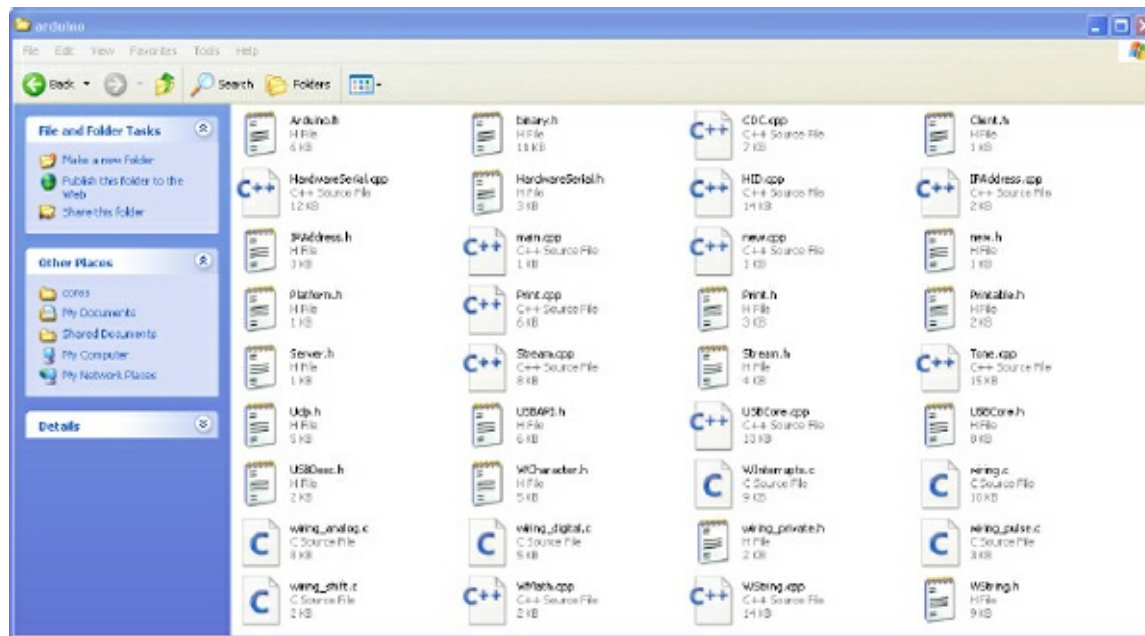 arduino
File Edit View Favorites Tools Help
Back Search Folders
File and Folder Tasks
Make a new folder
Publish this folder to the
Web
Share this folder
Other Places
cores
My Documents
Shared Documents
My Computer
My Network Places
Details
Arduino.h
H File
6 KB
binary.h
H File
11 KB
CDC.cpp
C++ Source File
7 KB
Client.h
H File
1 KB
HardwareSerial.cpp
C++ Source File
12 KB
HardwareSerial.h
H File
3 KB
HID.cpp
C++ Source File
14 KB
IPAddress.cpp
C++ Source File
2 KB
IPAddress.h
H File
3 KB
main.cpp
C++ Source File
1 KB
new.cpp
C++ Source File
1 KB
new.h
H File
1 KB
Platform.h
H File
1 KB
Print.cpp
C++ Source File
6 KB
Print.h
H File
3 KB
Printable.h
H File
2 KB
Server.h
H File
1 KB
Stream.cpp
C++ Source File
8 KB
Stream.h
H File
4 KB
Tone.cpp
C++ Source File
15 KB
Udp.h
H File
5 KB
USBAPI.h
H File
6 KB
USBCore.cpp
C++ Source File
USBCore.h
H File
8 KB
USBDesc.h
H File
2 KB
WCharacter.h
H File
5 KB
WInterrupts.c
C Source File
9 KB
wiring.c
C Source File
10 KB
wiring_analog.c
C Source File
8 KB
wiring_digital.c
C Source File
5 KB
wiring_private.h
H File
2 KB
wiring_pulse.c
C Source File
3 KB
wiring_shift.c
C Source File
2 KB
WMath.cpp
C++ Source File
2 KB
WString.cpp
C++ Source File
14 KB
WString.h
H File
9 KB
C++
C